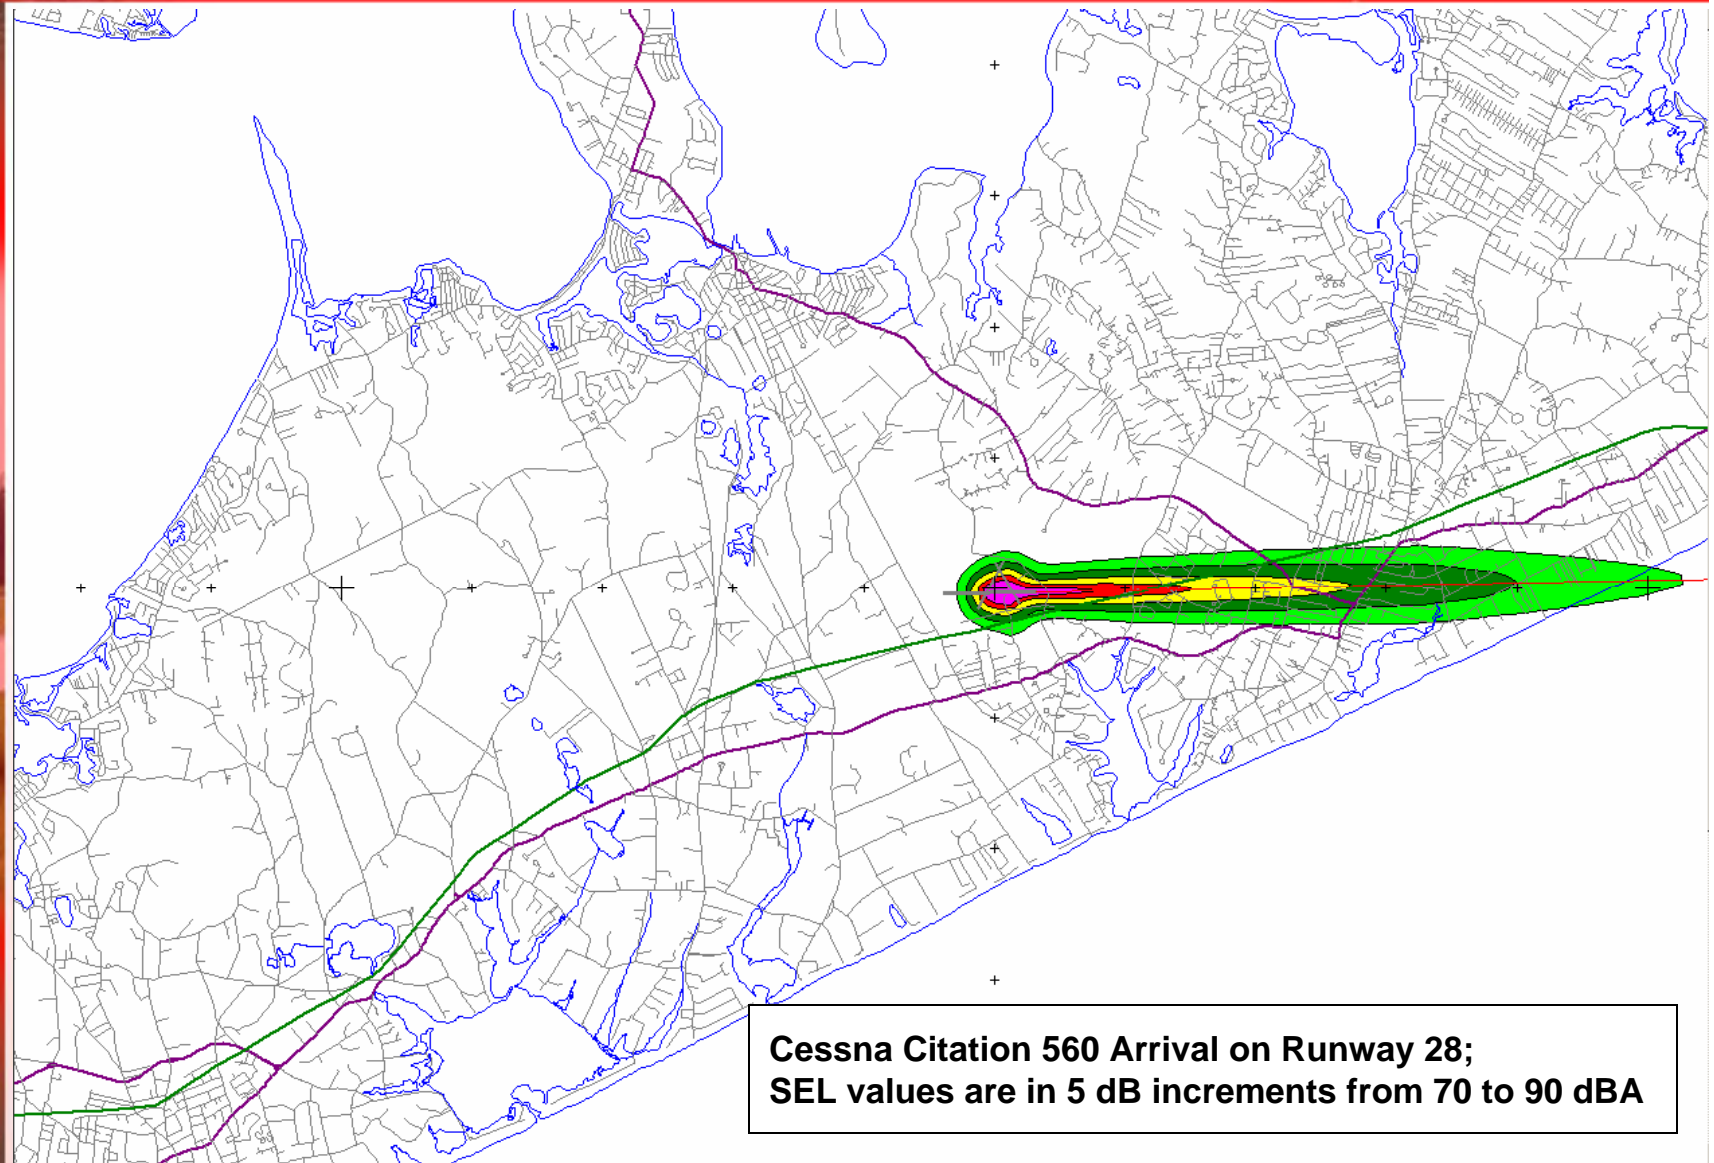 Cessna Citation 560 Arrival on Runway 28;
SEL values are in 5 dB increments from 70 to 90 dBA